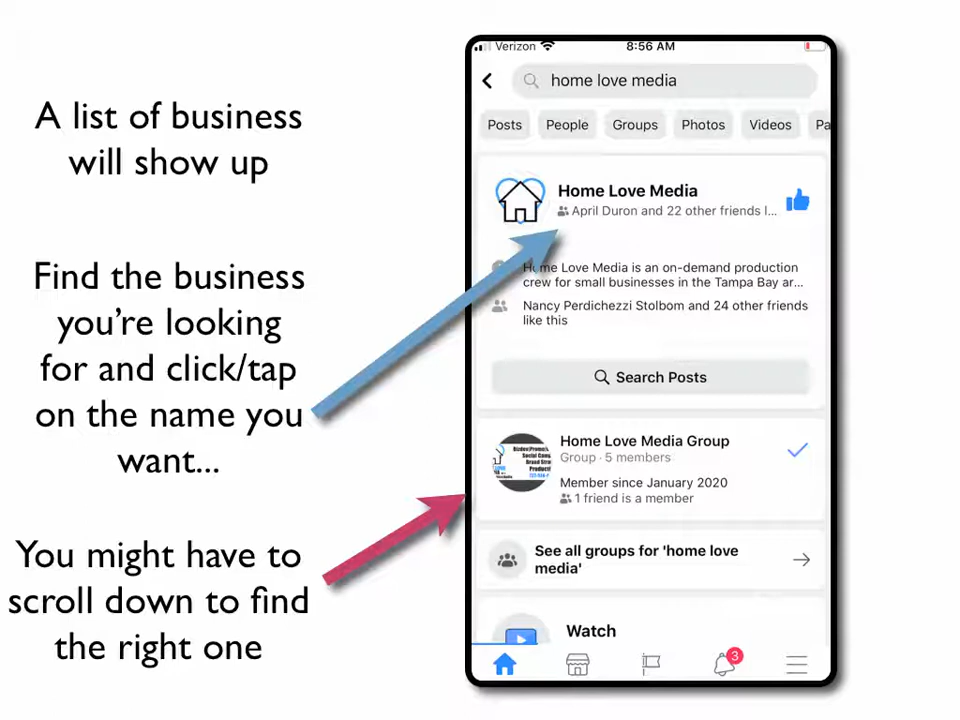 A list of business
will show up
Find the business
you're looking
for and click/tap
on the name you
want...
You might have to
scroll down to find
the right one
Verizon
8:56 AM
home love media
Posts
People
Groups
Photos
Videos
Pa
Home Love Media
April Duron and 22 other friends l...
Home Love Media is an on-demand production
crew for small businesses in the Tampa Bay ar...
Nancy Perdichezzi Stolbom and 24 other friends
like this
Search Posts
Home Love Media Group
Group · 5 members
Member since January 2020
1 friend is a member
See all groups for 'home love
media'
Watch
3